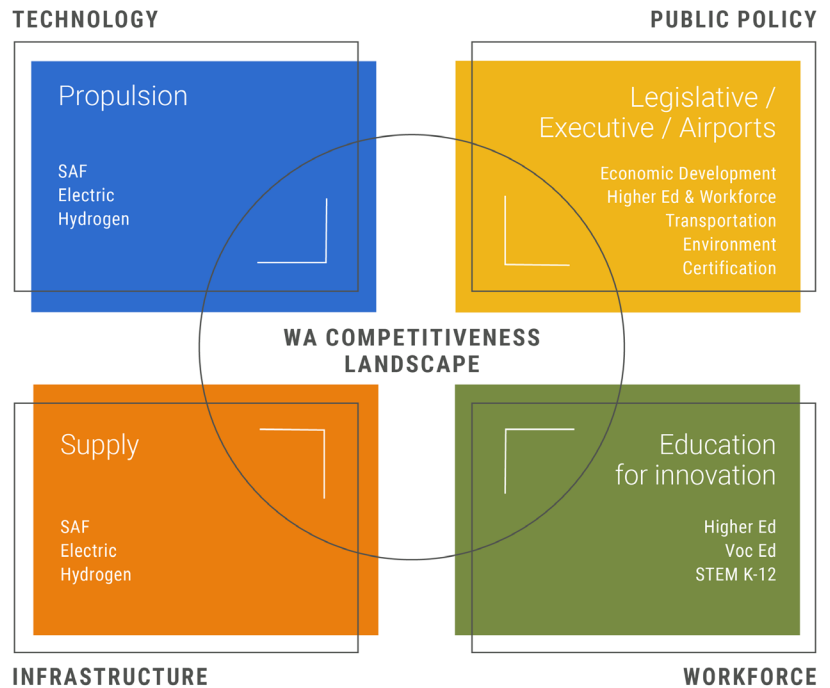 TECHNOLOGY
Propulsion
SAF
Electric
Hydrogen
PUBLIC POLICY
Legislative /
Executive / Airports
Economic Development
Higher Ed & Workforce
Transportation
Environment
Certification
WA COMPETITIVENESS
LANDSCAPE
Supply
SAF
Electric
Hydrogen
INFRASTRUCTURE
Education
for innovation
Higher Ed
Voc Ed
STEM K-12
WORKFORCE